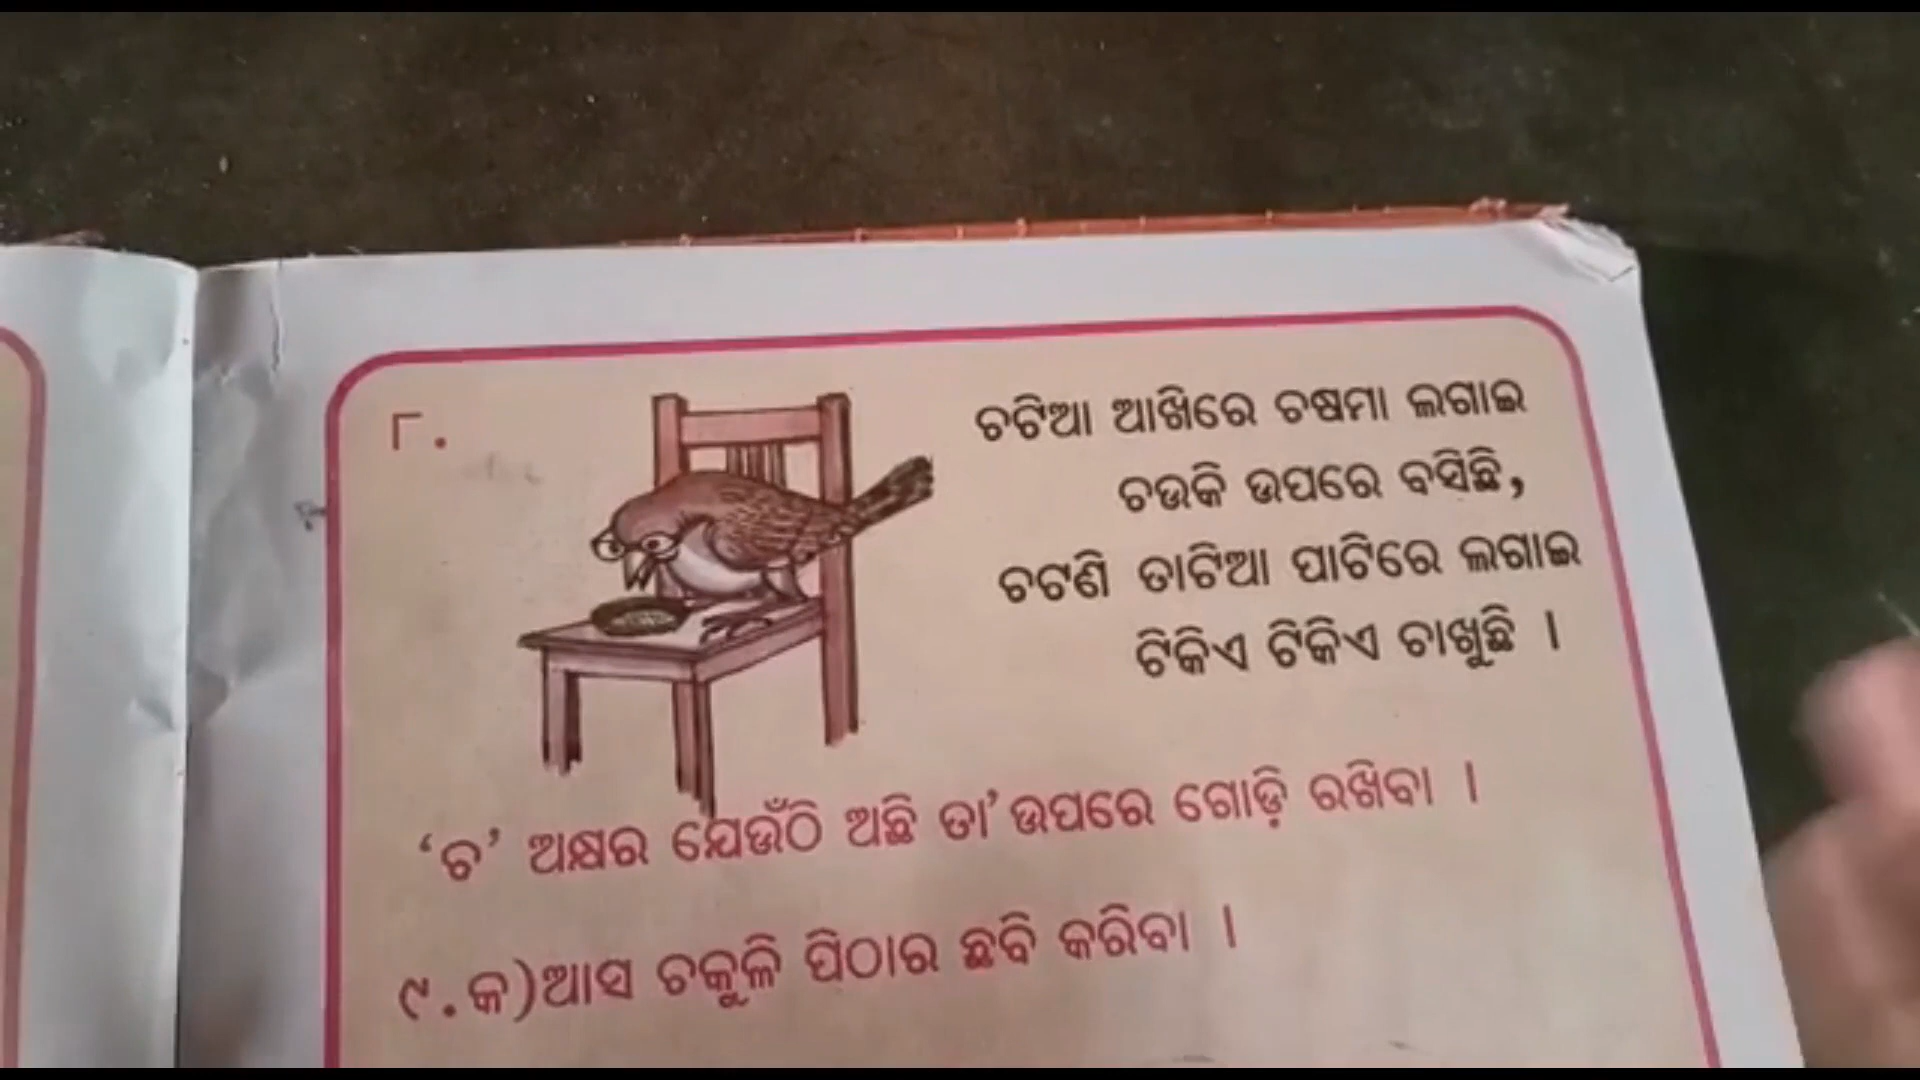 ୮.
ଚଟିଆ ଆଖିରେ ଚଷମା ଲଗାଇ
ଚଉକି ଉପରେ ବସିଛି,
ଚଟଣି ତାଟିଆ ପାଟିରେ ଲଗାଇ
ଟିକିଏ ଟିକିଏ ଚାଖୁଛି ।
‘ଚ’ ଅକ୍ଷର ଯେଉଁଠି ଅଛି ତା’ ଉପରେ ଗୋଡ଼ି ରଖିବା ।
୯.କ)ଆସ ଚକୁଳି ପିଠାର ଛବି କରିବା ।